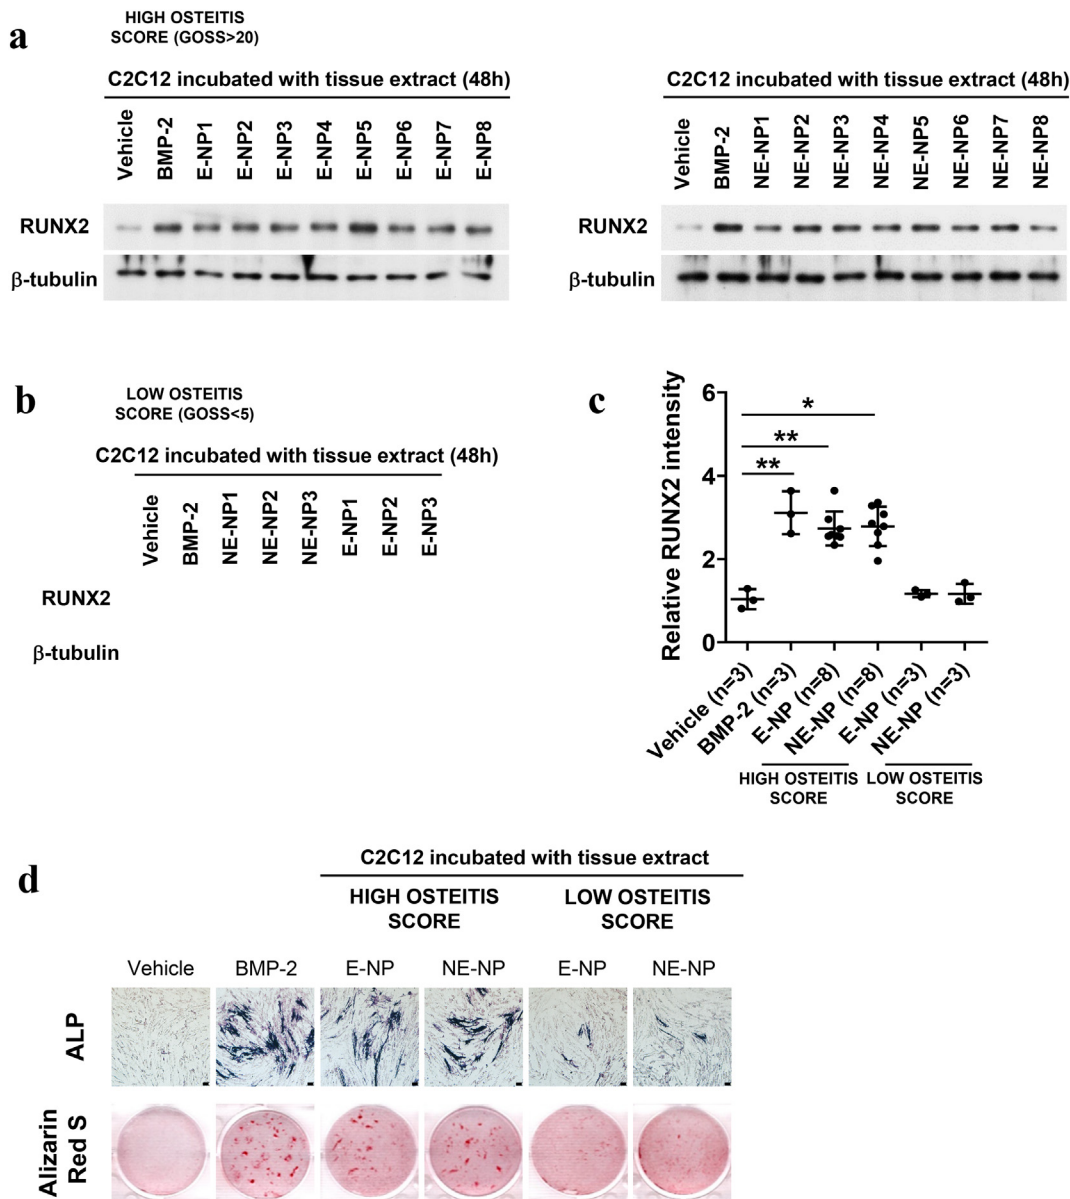 a
HIGH OSTEITIS
SCORE (GOSS>20)
C2C12 incubated with tissue extract (48h)
Vehicle
BMP-2
E-NP1
E-NP2
E-NP3
E-NP4
E-NP5
E-NP6
E-NP7
E-NP8
RUNX2
β-tubulin
C2C12 incubated with tissue extract (48h)
Vehicle
BMP-2
NE-NP1
NE-NP2
NE-NP3
NE-NP4
NE-NP5
NE-NP6
NE-NP7
NE-NP8
RUNX2
β-tubulin
b
LOW OSTEITIS
SCORE (GOSS<5)
C2C12 incubated with tissue extract (48h)
Vehicle
BMP-2
NE-NP1
NE-NP2
NE-NP3
E-NP1
E-NP2
E-NP3
RUNX2
β-tubulin
c
Relative RUNX2 intensity
6
4
2
0
*
**
**
Vehicle (n=3)
BMP-2 (n=3)
E-NP (n=8)
NE-NP (n=8)
E-NP (n=3)
NE-NP (n=3)
HIGH OSTEITIS
SCORE
LOW OSTEITIS
SCORE
d
C2C12 incubated with tissue extract
HIGH OSTEITIS
SCORE
LOW OSTEITIS
SCORE
Vehicle
BMP-2
E-NP
NE-NP
E-NP
NE-NP
ALP
Alizarin
Red S